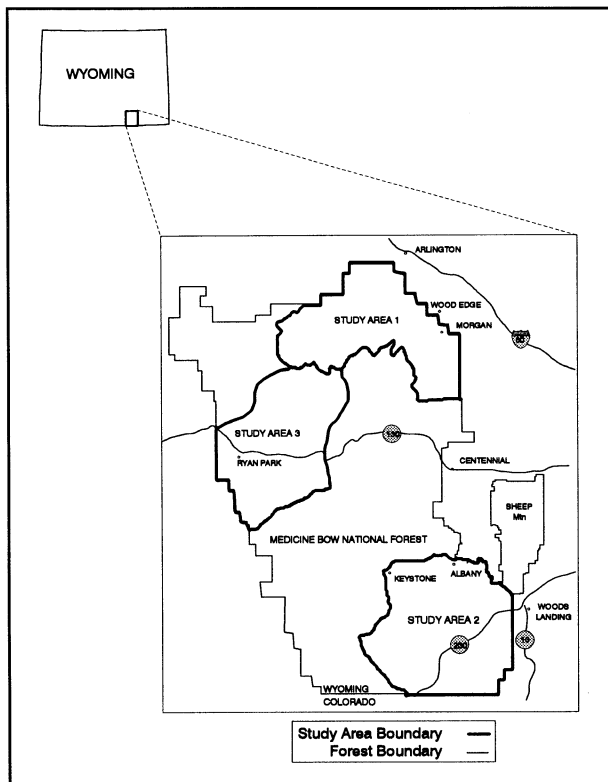 WYOMING
ARLINGTON
WOOD EDGE
STUDY AREA 1
MORGAN
80
STUDY AREA 3
130
RYAN PARK
CENTENNIAL
SHEEP
Mtn
MEDICINE BOW NATIONAL FOREST
KEYSTONE
ALBANY
WOODS
LANDING
STUDY AREA 2
230
10
WYOMING
COLORADO
Study Area Boundary
Forest Boundary